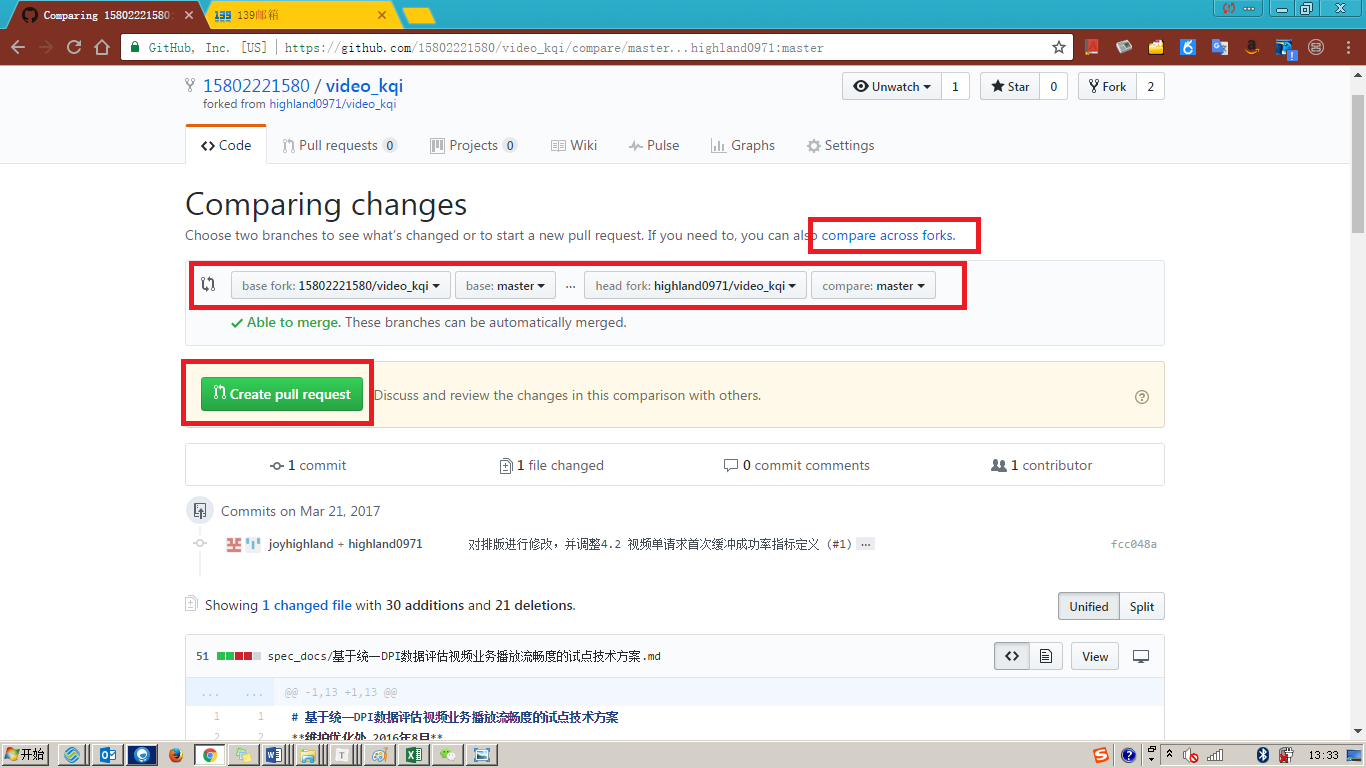 Comparing 15802221580:
139邮箱
GitHub, Inc. [US] | https://github.com/15802221580/video_kqi/compare/master...highland0971:master
15802221580 / video_kqi
forked from highland0971/video_kqi
Unwatch 1 Star 0 Fork 2
Code Pull requests 0 Projects 0 Wiki Pulse Graphs Settings
Comparing changes
Choose two branches to see what's changed or to start a new pull request. If you need to, you can also compare across forks.
base fork: 15802221580/video_kqi base: master ... head fork: highland0971/video_kqi compare: master
Able to merge. These branches can be automatically merged.
Create pull request Discuss and review the changes in this comparison with others.
1 commit 1 file changed 0 commit comments 1 contributor
Commits on Mar 21, 2017
joyhighland + highland0971 对排版进行修改，并调整4.2 视频单请求首次缓冲成功率指标定义 (#1) … fcc048a
Showing 1 changed file with 30 additions and 21 deletions. Unified Split
51 spec_docs/基于统一DPI数据评估视频业务播放流畅度的试点技术方案.md View
... ... @@ -1,13 +1,13 @@
1 1 # 基于统一DPI数据评估视频业务播放流畅度的试点技术方案
2 2 **维护优化处 2016年8月**
开始 13:33